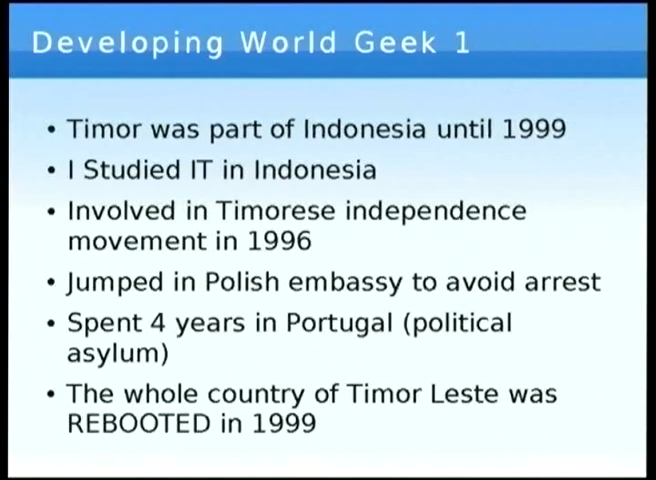 Developing World Geek 1
• Timor was part of Indonesia until 1999
• I Studied IT in Indonesia
• Involved in Timorese independence
movement in 1996
• Jumped in Polish embassy to avoid arrest
• Spent 4 years in Portugal (political
asylum)
• The whole country of Timor Leste was
REBOOTED in 1999